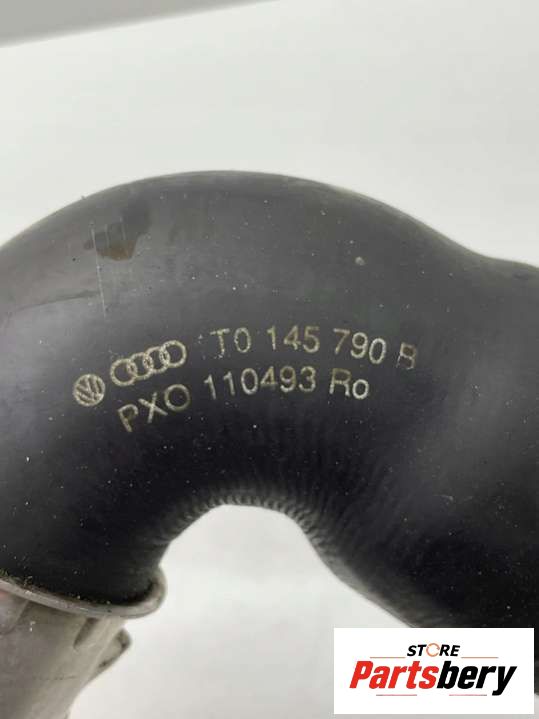 1T0 145 790 B
PXO 110493 Ro
STORE
Partsbery